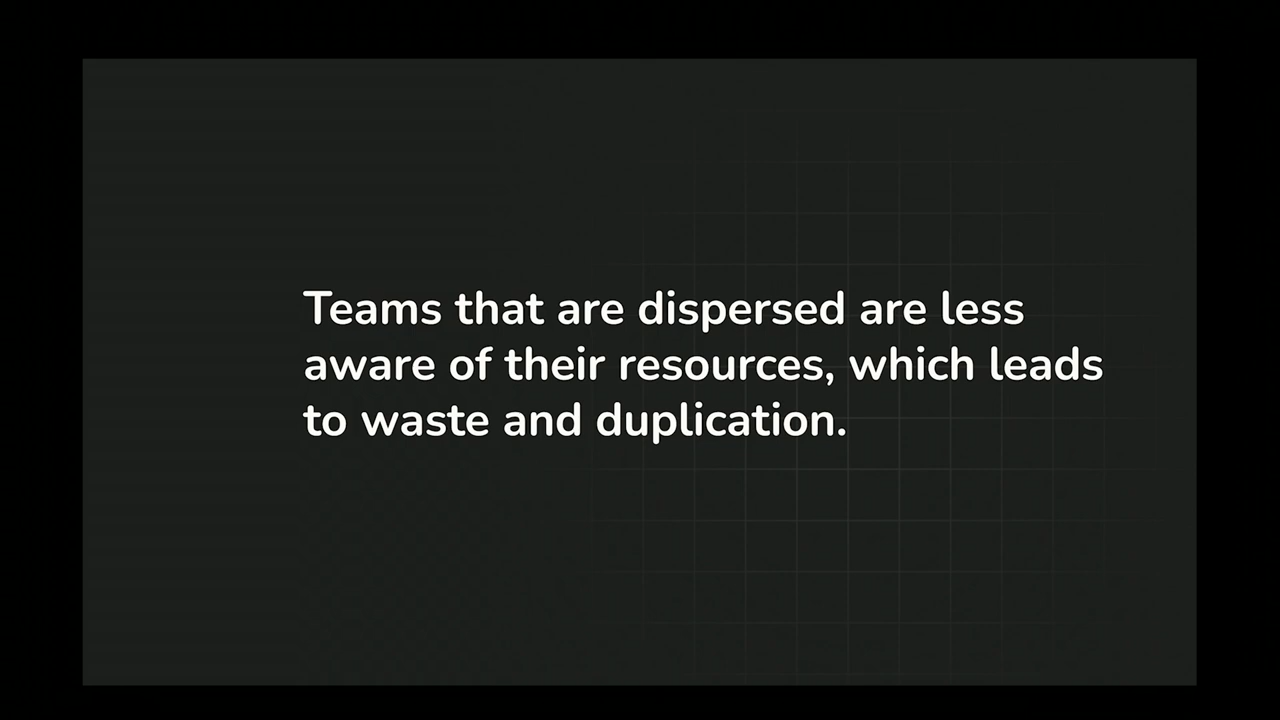 Teams that are dispersed are less
aware of their resources, which leads
to waste and duplication.